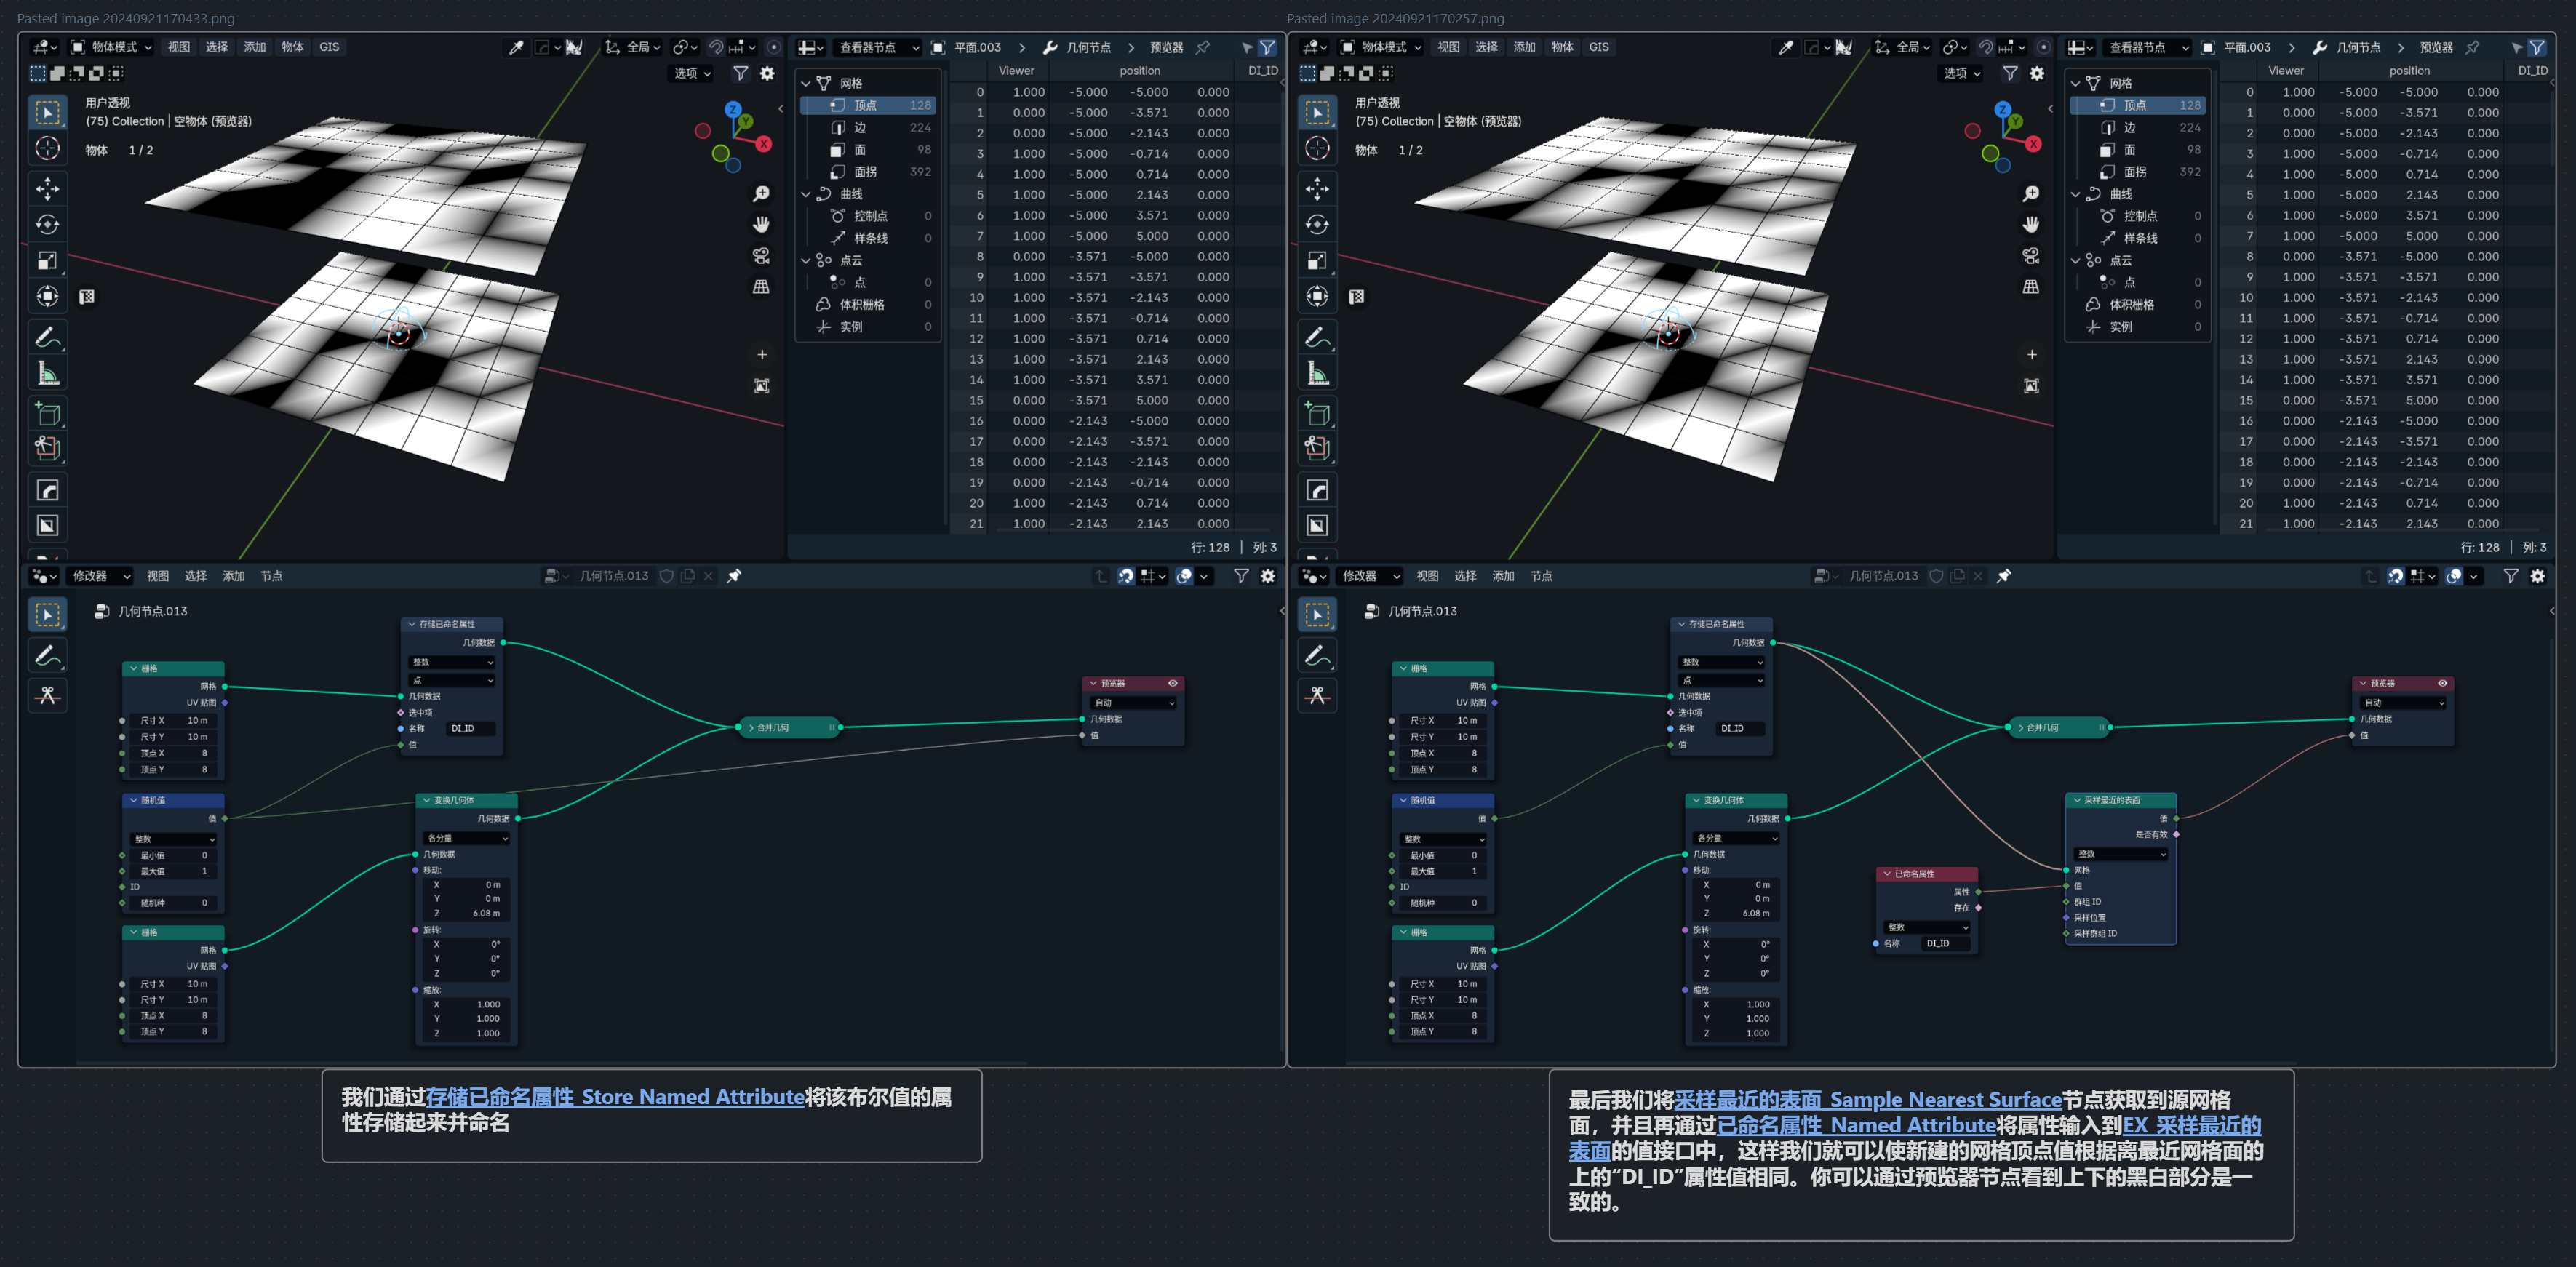 Pasted image 20240921170433.png
物体模式 视图 选择 添加 物体 GIS 全局
选项
用户透视
(75) Collection | 空物体 (预览器)
物体 1 / 2
Z Y X
查看器节点 平面.003 几何节点 预览器
网格
顶点 128
边 224
面 98
面拐 392
曲线
控制点 0
样条线 0
点云
点 0
体积栅格 0
实例 0
Viewer position DI_ID
0 1.000 -5.000 -5.000 0.000
1 0.000 -5.000 -3.571 0.000
2 0.000 -5.000 -2.143 0.000
3 1.000 -5.000 -0.714 0.000
4 1.000 -5.000 0.714 0.000
5 1.000 -5.000 2.143 0.000
6 1.000 -5.000 3.571 0.000
7 1.000 -5.000 5.000 0.000
8 0.000 -3.571 -5.000 0.000
9 1.000 -3.571 -3.571 0.000
10 1.000 -3.571 -2.143 0.000
11 1.000 -3.571 -0.714 0.000
12 1.000 -3.571 0.714 0.000
13 1.000 -3.571 2.143 0.000
14 1.000 -3.571 3.571 0.000
15 0.000 -3.571 5.000 0.000
16 0.000 -2.143 -5.000 0.000
17 0.000 -2.143 -3.571 0.000
18 0.000 -2.143 -2.143 0.000
19 0.000 -2.143 -0.714 0.000
20 1.000 -2.143 0.714 0.000
21 1.000 -2.143 2.143 0.000
行: 128 | 列: 3
修改器 视图 选择 添加 节点 几何节点.013
几何节点.013
栅格
网格
UV 贴图
尺寸 X 10 m
尺寸 Y 10 m
顶点 X 8
顶点 Y 8
随机值
值
整数
最小值 0
最大值 1
ID
随机种 0
栅格
网格
UV 贴图
尺寸 X 10 m
尺寸 Y 10 m
顶点 X 8
顶点 Y 8
存储已命名属性
几何数据
整数
点
几何数据
选中项
名称 DI_ID
值
变换几何体
几何数据
各分量
几何数据
移动:
X 0 m
Y 0 m
Z 6.08 m
旋转:
X 0°
Y 0°
Z 0°
缩放:
X 1.000
Y 1.000
Z 1.000
合并几何
预览器
自动
几何数据
值
我们通过存储已命名属性 Store Named Attribute将该布尔值的属
性存储起来并命名
Pasted image 20240921170257.png
物体模式 视图 选择 添加 物体 GIS 全局
选项
用户透视
(75) Collection | 空物体 (预览器)
物体 1 / 2
Z Y X
查看器节点 平面.003 几何节点 预览器
网格
顶点 128
边 224
面 98
面拐 392
曲线
控制点 0
样条线 0
点云
点 0
体积栅格 0
实例 0
Viewer position DI_ID
0 1.000 -5.000 -5.000 0.000
1 0.000 -5.000 -3.571 0.000
2 0.000 -5.000 -2.143 0.000
3 1.000 -5.000 -0.714 0.000
4 1.000 -5.000 0.714 0.000
5 1.000 -5.000 2.143 0.000
6 1.000 -5.000 3.571 0.000
7 1.000 -5.000 5.000 0.000
8 0.000 -3.571 -5.000 0.000
9 1.000 -3.571 -3.571 0.000
10 1.000 -3.571 -2.143 0.000
11 1.000 -3.571 -0.714 0.000
12 1.000 -3.571 0.714 0.000
13 1.000 -3.571 2.143 0.000
14 1.000 -3.571 3.571 0.000
15 0.000 -3.571 5.000 0.000
16 0.000 -2.143 -5.000 0.000
17 0.000 -2.143 -3.571 0.000
18 0.000 -2.143 -2.143 0.000
19 0.000 -2.143 -0.714 0.000
20 1.000 -2.143 0.714 0.000
21 1.000 -2.143 2.143 0.000
行: 128 | 列: 3
修改器 视图 选择 添加 节点 几何节点.013
几何节点.013
栅格
网格
UV 贴图
尺寸 X 10 m
尺寸 Y 10 m
顶点 X 8
顶点 Y 8
随机值
值
整数
最小值 0
最大值 1
ID
随机种 0
栅格
网格
UV 贴图
尺寸 X 10 m
尺寸 Y 10 m
顶点 X 8
顶点 Y 8
存储已命名属性
几何数据
整数
点
几何数据
选中项
名称 DI_ID
值
变换几何体
几何数据
各分量
几何数据
移动:
X 0 m
Y 0 m
Z 6.08 m
旋转:
X 0°
Y 0°
Z 0°
缩放:
X 1.000
Y 1.000
Z 1.000
已命名属性
属性
存在
整数
名称 DI_ID
合并几何
采样最近的表面
值
是否有效
整数
网格
值
群组 ID
采样位置
采样群组 ID
预览器
自动
几何数据
值
最后我们将采样最近的表面 Sample Nearest Surface节点获取到源网格
面，并且再通过已命名属性 Named Attribute将属性输入到EX 采样最近的
表面的值接口中，这样我们就可以使新建的网格顶点值根据离最近网格面的
上的“DI_ID”属性值相同。你可以通过预览器节点看到上下的黑白部分是一
致的。